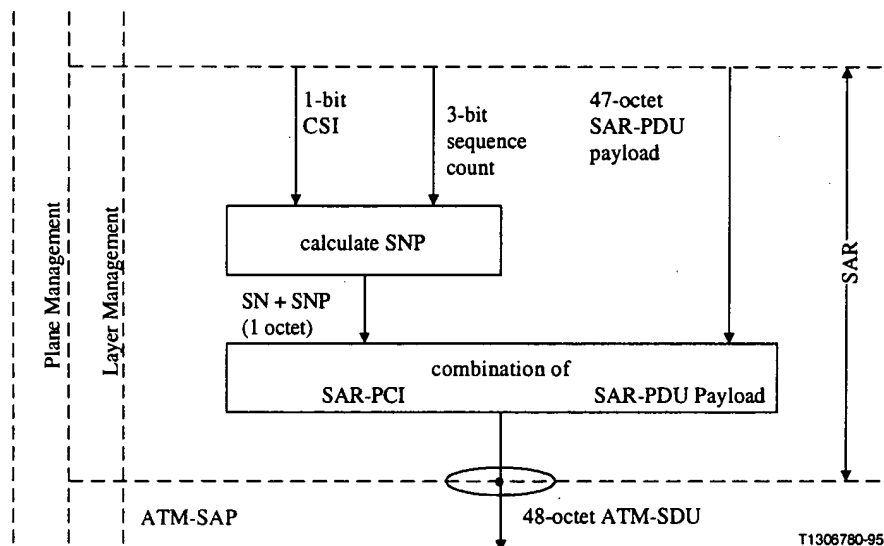 1-bit
CSI
3-bit
sequence
count
47-octet
SAR-PDU
payload
calculate SNP
SN + SNP
(1 octet)
combination of
SAR-PCI
SAR-PDU Payload
SAR
Plane Management
Layer Management
ATM-SAP
48-octet ATM-SDU
T1306780-95